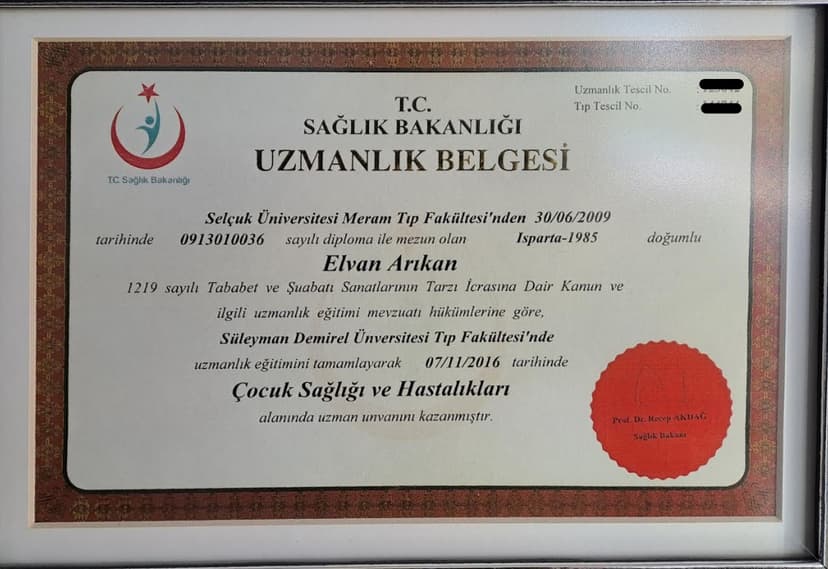 T.C.
SAĞLIK BAKANLIĞI
UZMANLIK BELGESİ
Uzmanlık Tescil No. :
Tıp Tescil No. :
T.C. Sağlık Bakanlığı
Selçuk Üniversitesi Meram Tıp Fakültesi'nden 30/06/2009
tarihinde 0913010036 sayılı diploma ile mezun olan Isparta-1985 doğumlu
Elvan Arıkan
1219 sayılı Tababet ve Şuabatı Sanatlarının Tarzı İcrasına Dair Kanun ve
ilgili uzmanlık eğitimi mevzuatı hükümlerine göre,
Süleyman Demirel Ünversitesi Tıp Fakültesi'nde
uzmanlık eğitimini tamamlayarak 07/11/2016 tarihinde
Çocuk Sağlığı ve Hastalıkları
alanında uzman unvanını kazanmıştır.
Prof. Dr. Recep AKDAĞ
Sağlık Bakanı